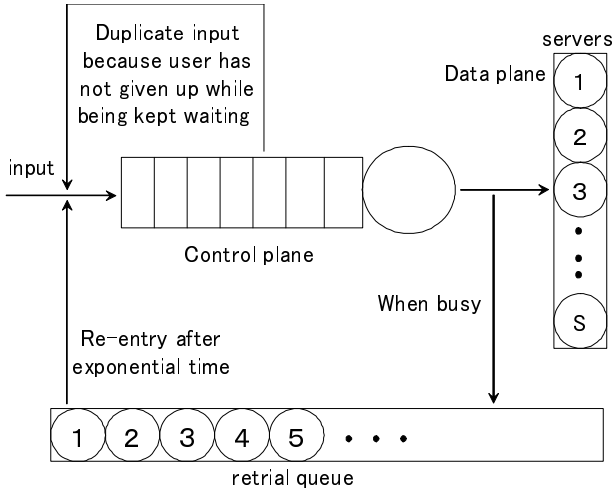 Duplicate input
because user has
not given up while
being kept waiting
servers
Data plane
1
2
3
S
input
Control plane
When busy
Re-entry after
exponential time
1 2 3 4 5 • • •
retrial queue